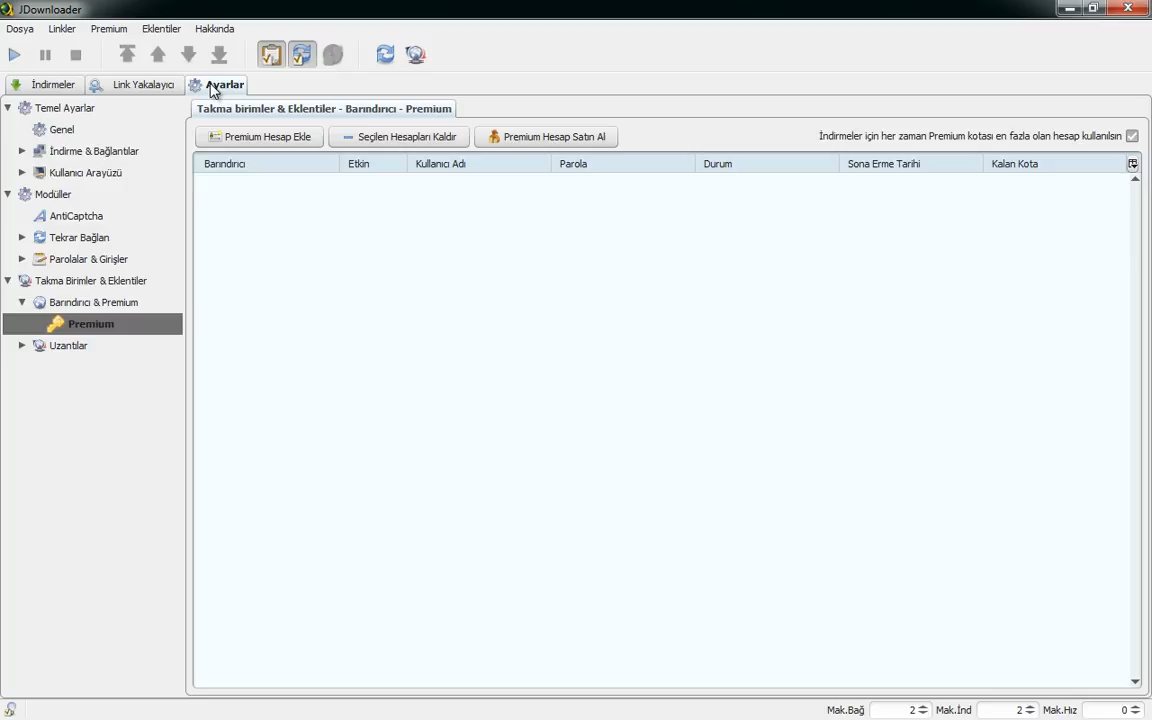 JDownloader
Dosya Linkler Premium Eklentiler Hakkında
İndirmeler Link Yakalayıcı Ayarlar
Temel Ayarlar
Genel
İndirme & Bağlantılar
Kullanıcı Arayüzü
Modüller
AntiCaptcha
Tekrar Bağlan
Parolalar & Girişler
Takma Birimler & Eklentiler
Barındırıcı & Premium
Premium
Uzantılar
Takma birimler & Eklentiler - Barındırıcı - Premium
Premium Hesap Ekle Seçilen Hesapları Kaldır Premium Hesap Satın Al İndirmeler için her zaman Premium kotası en fazla olan hesap kullanılsın
Barındırıcı Etkin Kullanıcı Adı Parola Durum Sona Erme Tarihi Kalan Kota
Mak.Bağ 2 Mak.İnd 2 Mak.Hız 0